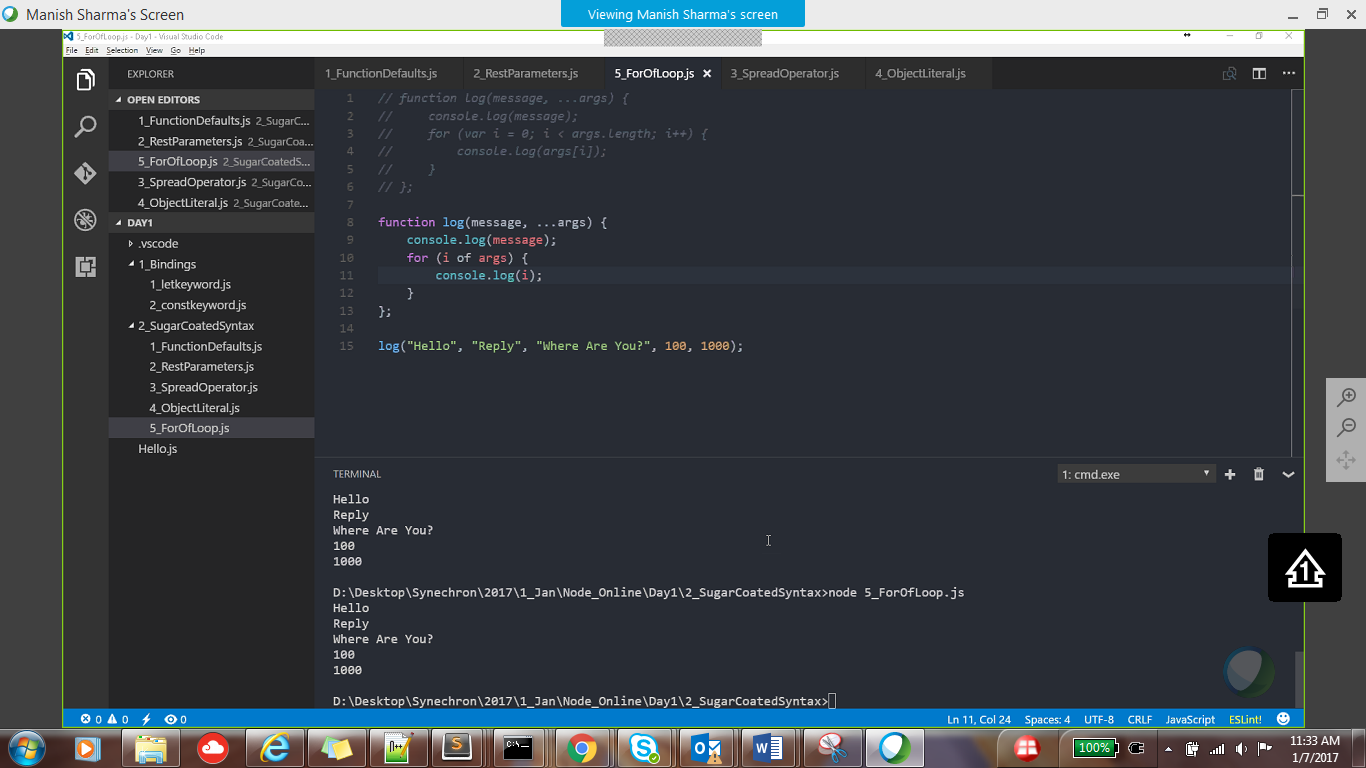 Manish Sharma's Screen
Viewing Manish Sharma's screen
5_ForOfLoop.js - Day1 - Visual Studio Code
File Edit Selection View Go Help
EXPLORER
OPEN EDITORS
1_FunctionDefaults.js 2_SugarC...
2_RestParameters.js 2_SugarCoa...
5_ForOfLoop.js 2_SugarCoatedS...
3_SpreadOperator.js 2_SugarCo...
4_ObjectLiteral.js 2_SugarCoate...
DAY1
.vscode
1_Bindings
1_letkeyword.js
2_constkeyword.js
2_SugarCoatedSyntax
1_FunctionDefaults.js
2_RestParameters.js
3_SpreadOperator.js
4_ObjectLiteral.js
5_ForOfLoop.js
Hello.js
1_FunctionDefaults.js 2_RestParameters.js 5_ForOfLoop.js 3_SpreadOperator.js 4_ObjectLiteral.js
1 // function log(message, ...args) {
2 //     console.log(message);
3 //     for (var i = 0; i < args.length; i++) {
4 //         console.log(args[i]);
5 //     }
6 // };
7
8 function log(message, ...args) {
9     console.log(message);
10     for (i of args) {
11         console.log(i);
12     }
13 };
14
15 log("Hello", "Reply", "Where Are You?", 100, 1000);
TERMINAL
1: cmd.exe
Hello
Reply
Where Are You?
100
1000
D:\Desktop\Synechron\2017\1_Jan\Node_Online\Day1\2_SugarCoatedSyntax>node 5_ForOfLoop.js
Hello
Reply
Where Are You?
100
1000
D:\Desktop\Synechron\2017\1_Jan\Node_Online\Day1\2_SugarCoatedSyntax>
1
0 0 0
Ln 11, Col 24 Spaces: 4 UTF-8 CRLF JavaScript ESLint!
100%
11:33 AM
1/7/2017